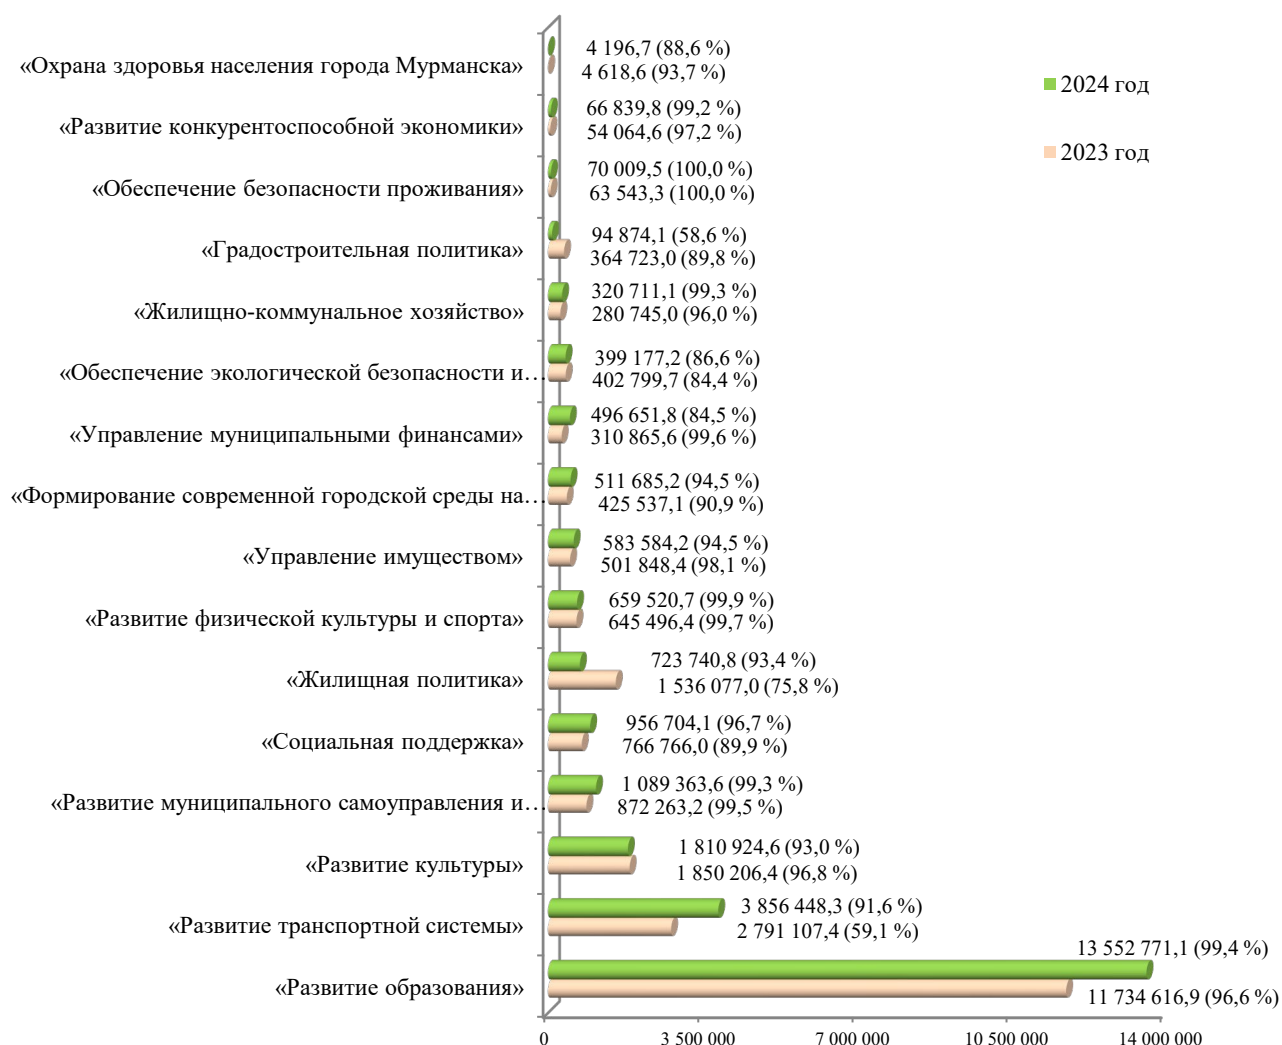 4 196,7 (88,6 %)
«Охрана здоровья населения города Мурманска»
4 618,6 (93,7 %)
2024 год
66 839,8 (99,2 %)
«Развитие конкурентоспособной экономики»
54 064,6 (97,2 %)
2023 год
70 009,5 (100,0 %)
«Обеспечение безопасности проживания»
63 543,3 (100,0 %)
94 874,1 (58,6 %)
«Градостроительная политика»
364 723,0 (89,8 %)
320 711,1 (99,3 %)
«Жилищно-коммунальное хозяйство»
280 745,0 (96,0 %)
399 177,2 (86,6 %)
«Обеспечение экологической безопасности и…
402 799,7 (84,4 %)
496 651,8 (84,5 %)
«Управление муниципальными финансами»
310 865,6 (99,6 %)
511 685,2 (94,5 %)
«Формирование современной городской среды на…
425 537,1 (90,9 %)
583 584,2 (94,5 %)
«Управление имуществом»
501 848,4 (98,1 %)
659 520,7 (99,9 %)
«Развитие физической культуры и спорта»
645 496,4 (99,7 %)
723 740,8 (93,4 %)
«Жилищная политика»
1 536 077,0 (75,8 %)
956 704,1 (96,7 %)
«Социальная поддержка»
766 766,0 (89,9 %)
1 089 363,6 (99,3 %)
«Развитие муниципального самоуправления и…
872 263,2 (99,5 %)
1 810 924,6 (93,0 %)
«Развитие культуры»
1 850 206,4 (96,8 %)
3 856 448,3 (91,6 %)
«Развитие транспортной системы»
2 791 107,4 (59,1 %)
13 552 771,1 (99,4 %)
«Развитие образования»
11 734 616,9 (96,6 %)
0 3 500 000 7 000 000 10 500 000 14 000 000